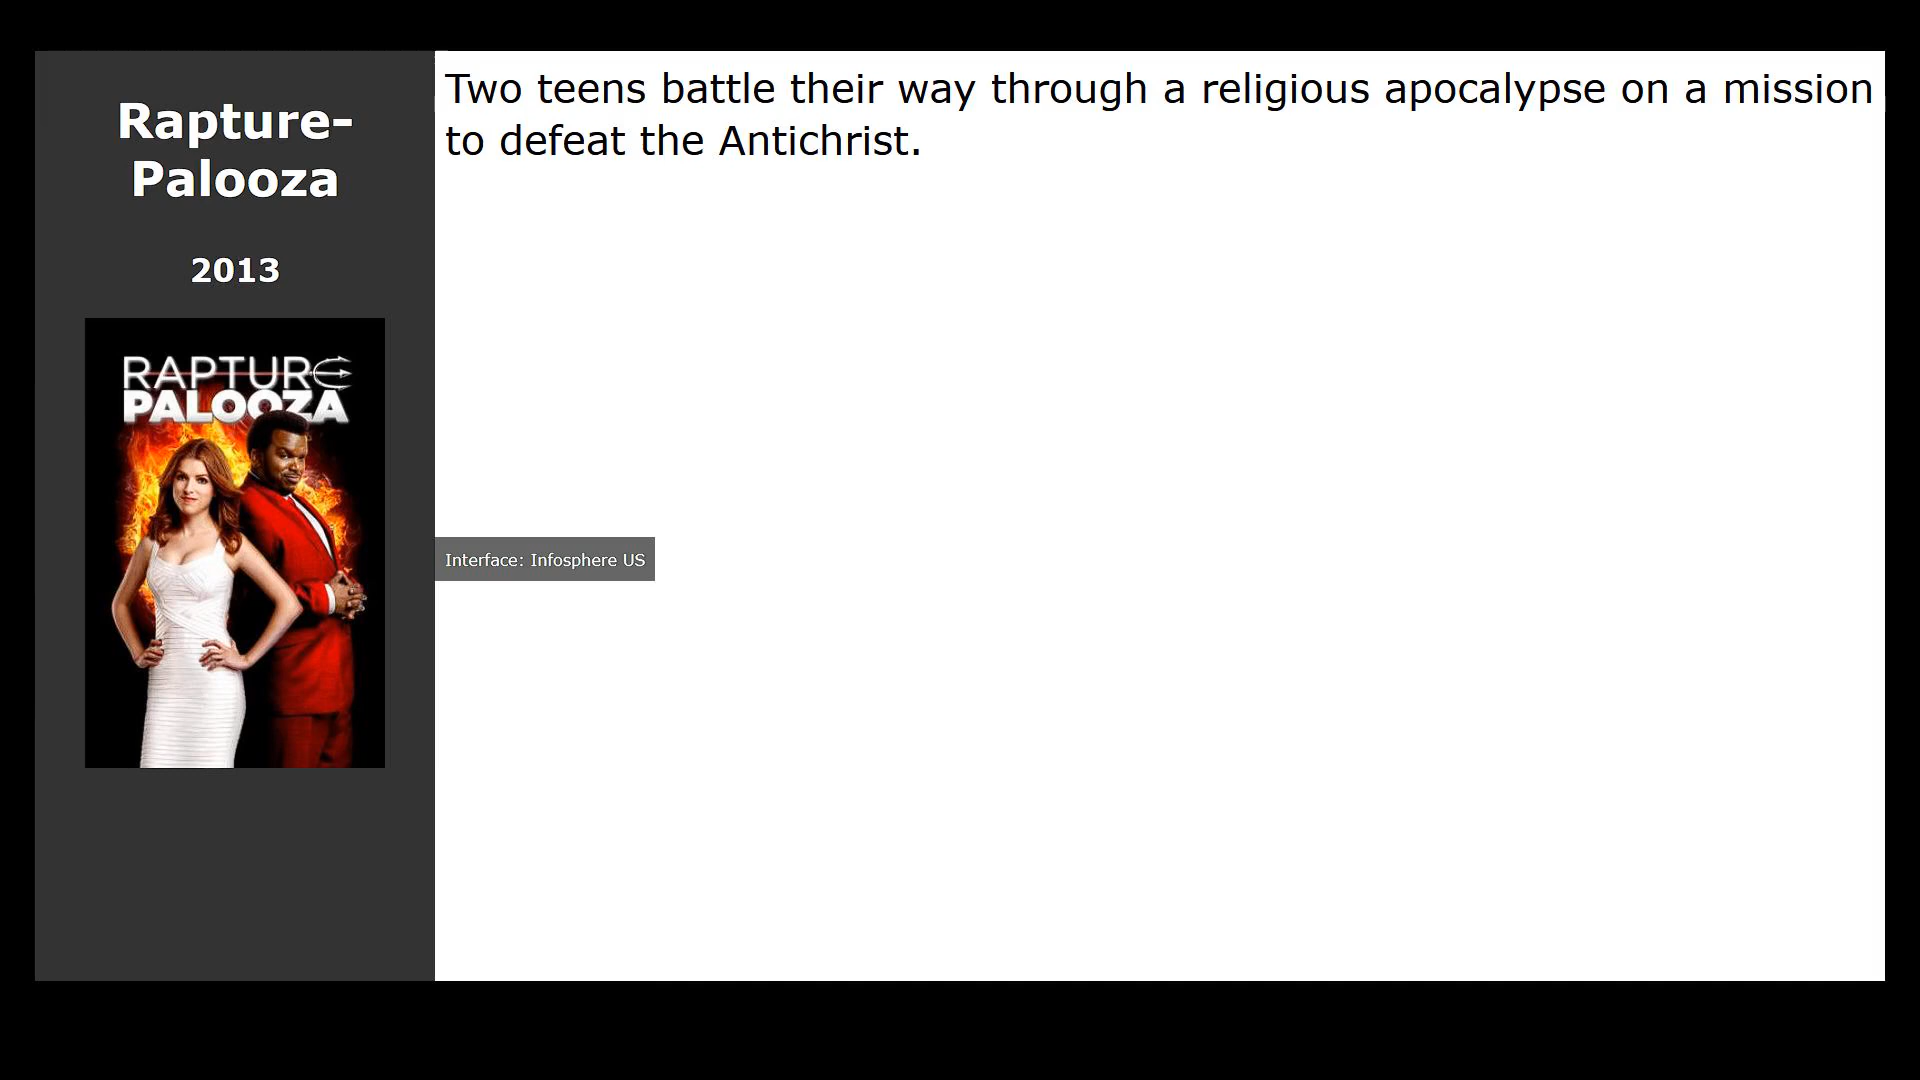 Rapture-
Palooza
2013
RAPTURE
PALOOZA
Two teens battle their way through a religious apocalypse on a mission
to defeat the Antichrist.
Interface: Infosphere US